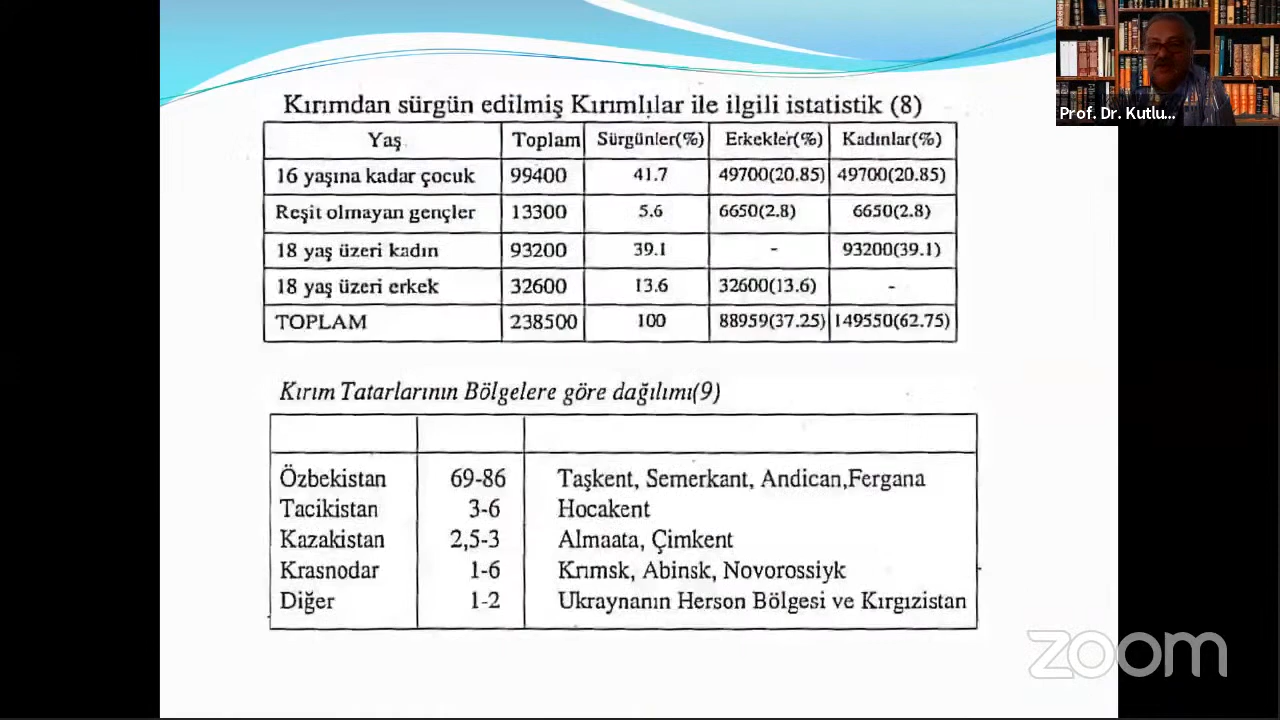 Prof. Dr. Kutlu...
Kırımdan sürgün edilmiş Kırımlılar ile ilgili istatistik (8)
Yaş Toplam Sürgünler(%) Erkekler(%) Kadınlar(%)
16 yaşına kadar çocuk 99400 41.7 49700(20.85) 49700(20.85)
Reşit olmayan gençler 13300 5.6 6650(2.8) 6650(2.8)
18 yaş üzeri kadın 93200 39.1 - 93200(39.1)
18 yaş üzeri erkek 32600 13.6 32600(13.6) -
TOPLAM 238500 100 88959(37.25) 149550(62.75)
Kırım Tatarlarının Bölgelere göre dağılımı(9)
Özbekistan 69-86 Taşkent, Semerkant, Andican,Fergana
Tacikistan 3-6 Hocakent
Kazakistan 2,5-3 Almaata, Çimkent
Krasnodar 1-6 Krımsk, Abinsk, Novorossiyk
Diğer 1-2 Ukraynanın Herson Bölgesi ve Kırgızistan
zoom